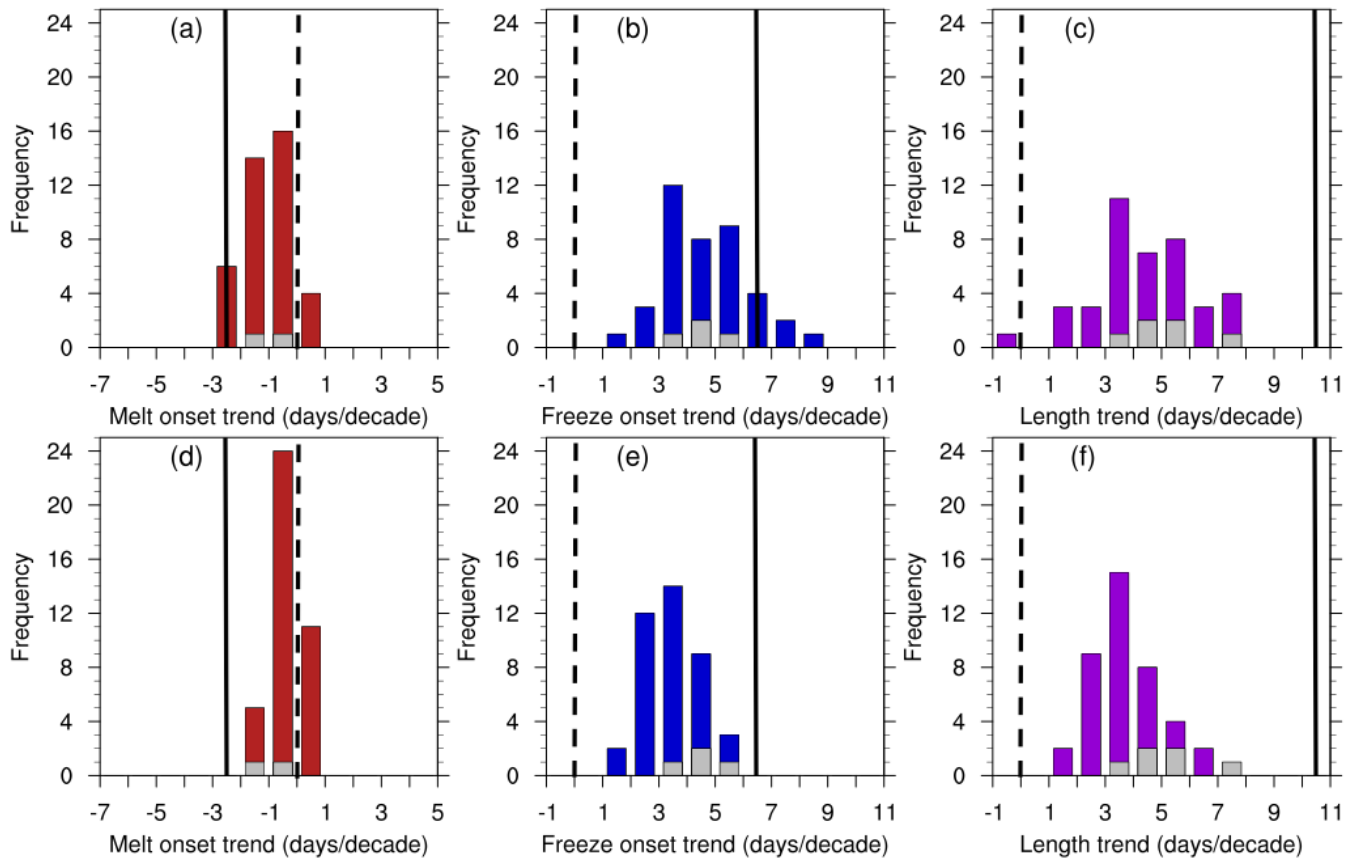 24
20
16
12
8
4
0
Frequency
(a)
-7 -5 -3 -1 1 3 5
Melt onset trend (days/decade)
24
20
16
12
8
4
0
Frequency
(b)
-1 1 3 5 7 9 11
Freeze onset trend (days/decade)
24
20
16
12
8
4
0
Frequency
(c)
-1 1 3 5 7 9 11
Length trend (days/decade)
24
20
16
12
8
4
0
Frequency
(d)
-7 -5 -3 -1 1 3 5
Melt onset trend (days/decade)
24
20
16
12
8
4
0
Frequency
(e)
-1 1 3 5 7 9 11
Freeze onset trend (days/decade)
24
20
16
12
8
4
0
Frequency
(f)
-1 1 3 5 7 9 11
Length trend (days/decade)